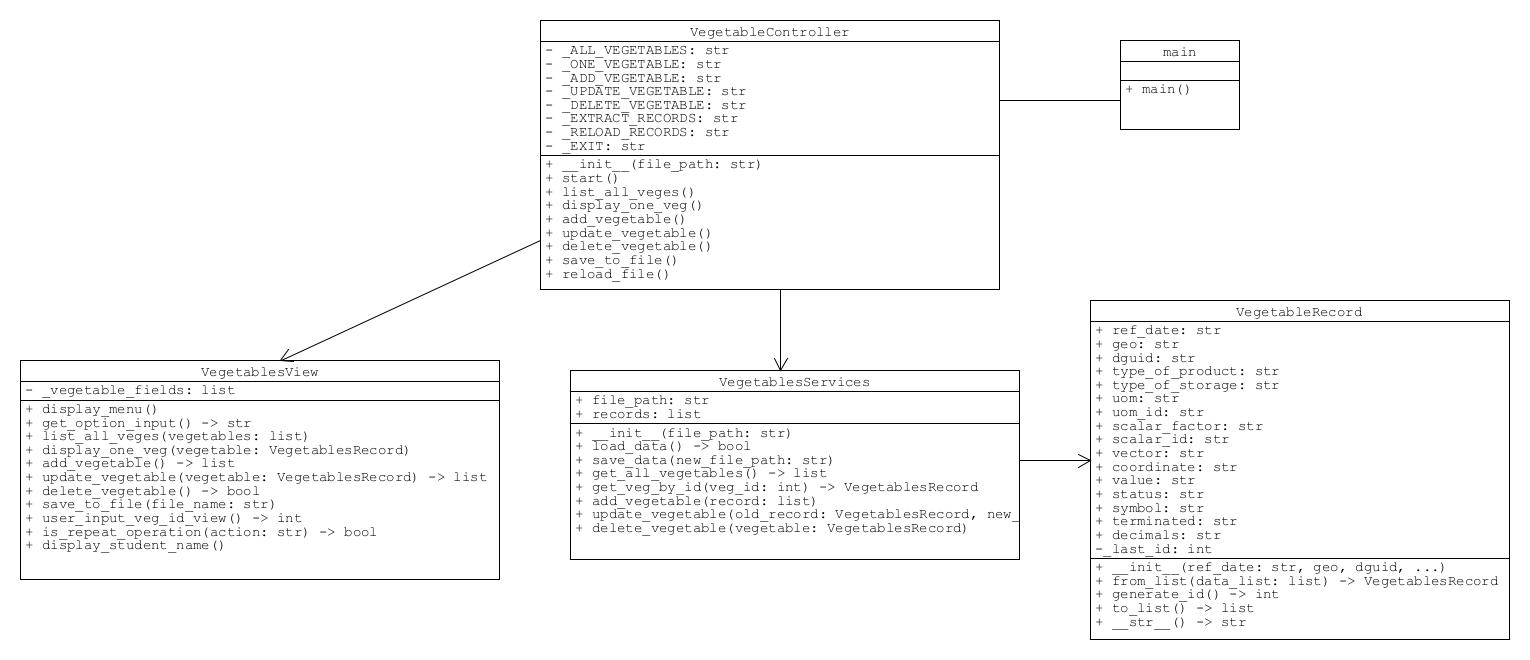 VegetableController
- _ALL_VEGETABLES: str
- _ONE_VEGETABLE: str
- _ADD_VEGETABLE: str
- _UPDATE_VEGETABLE: str
- _DELETE_VEGETABLE: str
- _EXTRACT_RECORDS: str
- _RELOAD_RECORDS: str
- _EXIT: str
+ __init__(file_path: str)
+ start()
+ list_all_veges()
+ display_one_veg()
+ add_vegetable()
+ update_vegetable()
+ delete_vegetable()
+ save_to_file()
+ reload_file()
main
+ main()
VegetablesView
- _vegetable_fields: list
+ display_menu()
+ get_option_input() -> str
+ list_all_veges(vegetables: list)
+ display_one_veg(vegetable: VegetablesRecord)
+ add_vegetable() -> list
+ update_vegetable(vegetable: VegetablesRecord) -> list
+ delete_vegetable() -> bool
+ save_to_file(file_name: str)
+ user_input_veg_id_view() -> int
+ is_repeat_operation(action: str) -> bool
+ display_student_name()
VegetablesServices
+ file_path: str
+ records: list
+ __init__(file_path: str)
+ load_data() -> bool
+ save_data(new_file_path: str)
+ get_all_vegetables() -> list
+ get_veg_by_id(veg_id: int) -> VegetablesRecord
+ add_vegetable(record: list)
+ update_vegetable(old_record: VegetablesRecord, new_
+ delete_vegetable(vegetable: VegetablesRecord)
VegetableRecord
+ ref_date: str
+ geo: str
+ dguid: str
+ type_of_product: str
+ type_of_storage: str
+ uom: str
+ uom_id: str
+ scalar_factor: str
+ scalar_id: str
+ vector: str
+ coordinate: str
+ value: str
+ status: str
+ symbol: str
+ terminated: str
+ decimals: str
-_last_id: int
+ __init__(ref_date: str, geo, dguid, ...)
+ from_list(data_list: list) -> VegetablesRecord
+ generate_id() -> int
+ to_list() -> list
+ __str__() -> str